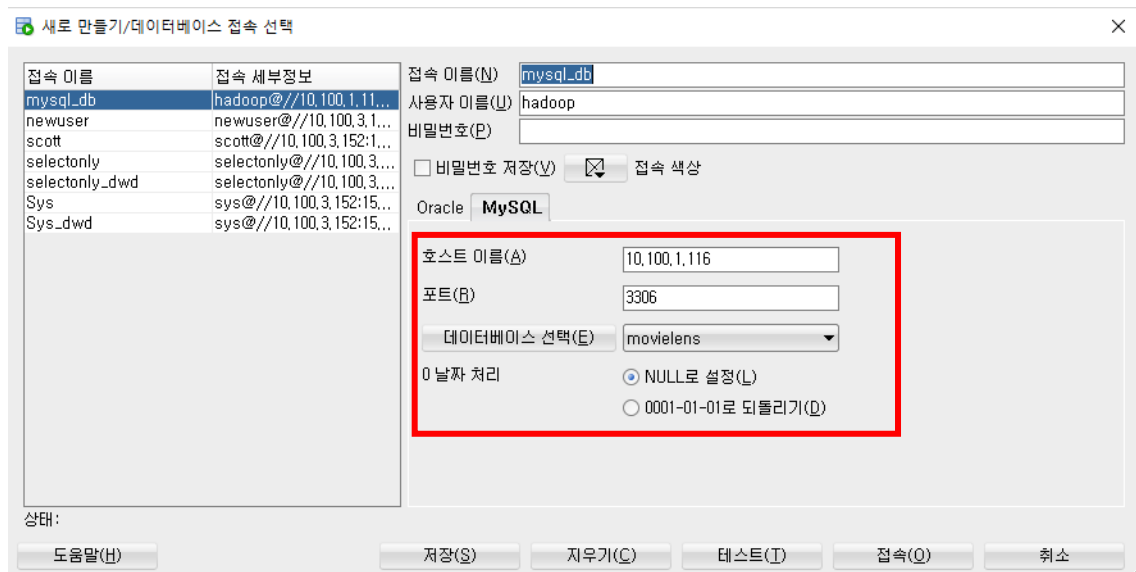 새로 만들기/데이터베이스 접속 선택
접속 이름 접속 세부정보
mysql_db hadoop@//10,100,1,11...
newuser newuser@//10,100,3,1...
scott scott@//10,100,3,152:1...
selectonly selectonly@//10,100,3,...
selectonly_dwd selectonly@//10,100,3,...
Sys sys@//10,100,3,152:15...
Sys_dwd sys@//10,100,3,152:15...
접속 이름(N) mysql_db
사용자 이름(U) hadoop
비밀번호(P)
비밀번호 저장(V) 접속 색상
Oracle MySQL
호스트 이름(A) 10,100,1,116
포트(R) 3306
데이터베이스 선택(E) movielens
0 날짜 처리 NULL로 설정(L)
0001-01-01로 되돌리기(D)
상태:
도움말(H) 저장(S) 지우기(C) 테스트(T) 접속(O) 취소